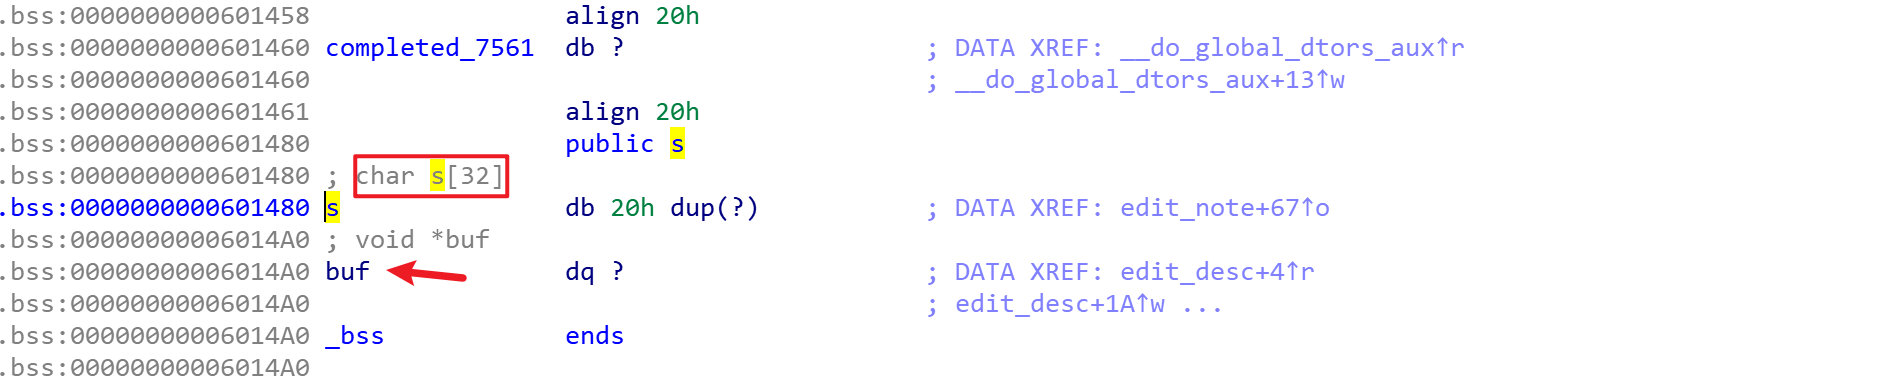 .bss:0000000000601458 align 20h
.bss:0000000000601460 completed_7561 db ? ; DATA XREF: __do_global_dtors_aux↑r
.bss:0000000000601460 ; __do_global_dtors_aux+13↑w
.bss:0000000000601461 align 20h
.bss:0000000000601480 public s
.bss:0000000000601480 ; char s[32]
.bss:0000000000601480 s db 20h dup(?) ; DATA XREF: edit_note+67↑o
.bss:00000000006014A0 ; void *buf
.bss:00000000006014A0 buf dq ? ; DATA XREF: edit_desc+4↑r
.bss:00000000006014A0 ; edit_desc+1A↑w ...
.bss:00000000006014A0 _bss ends
.bss:00000000006014A0